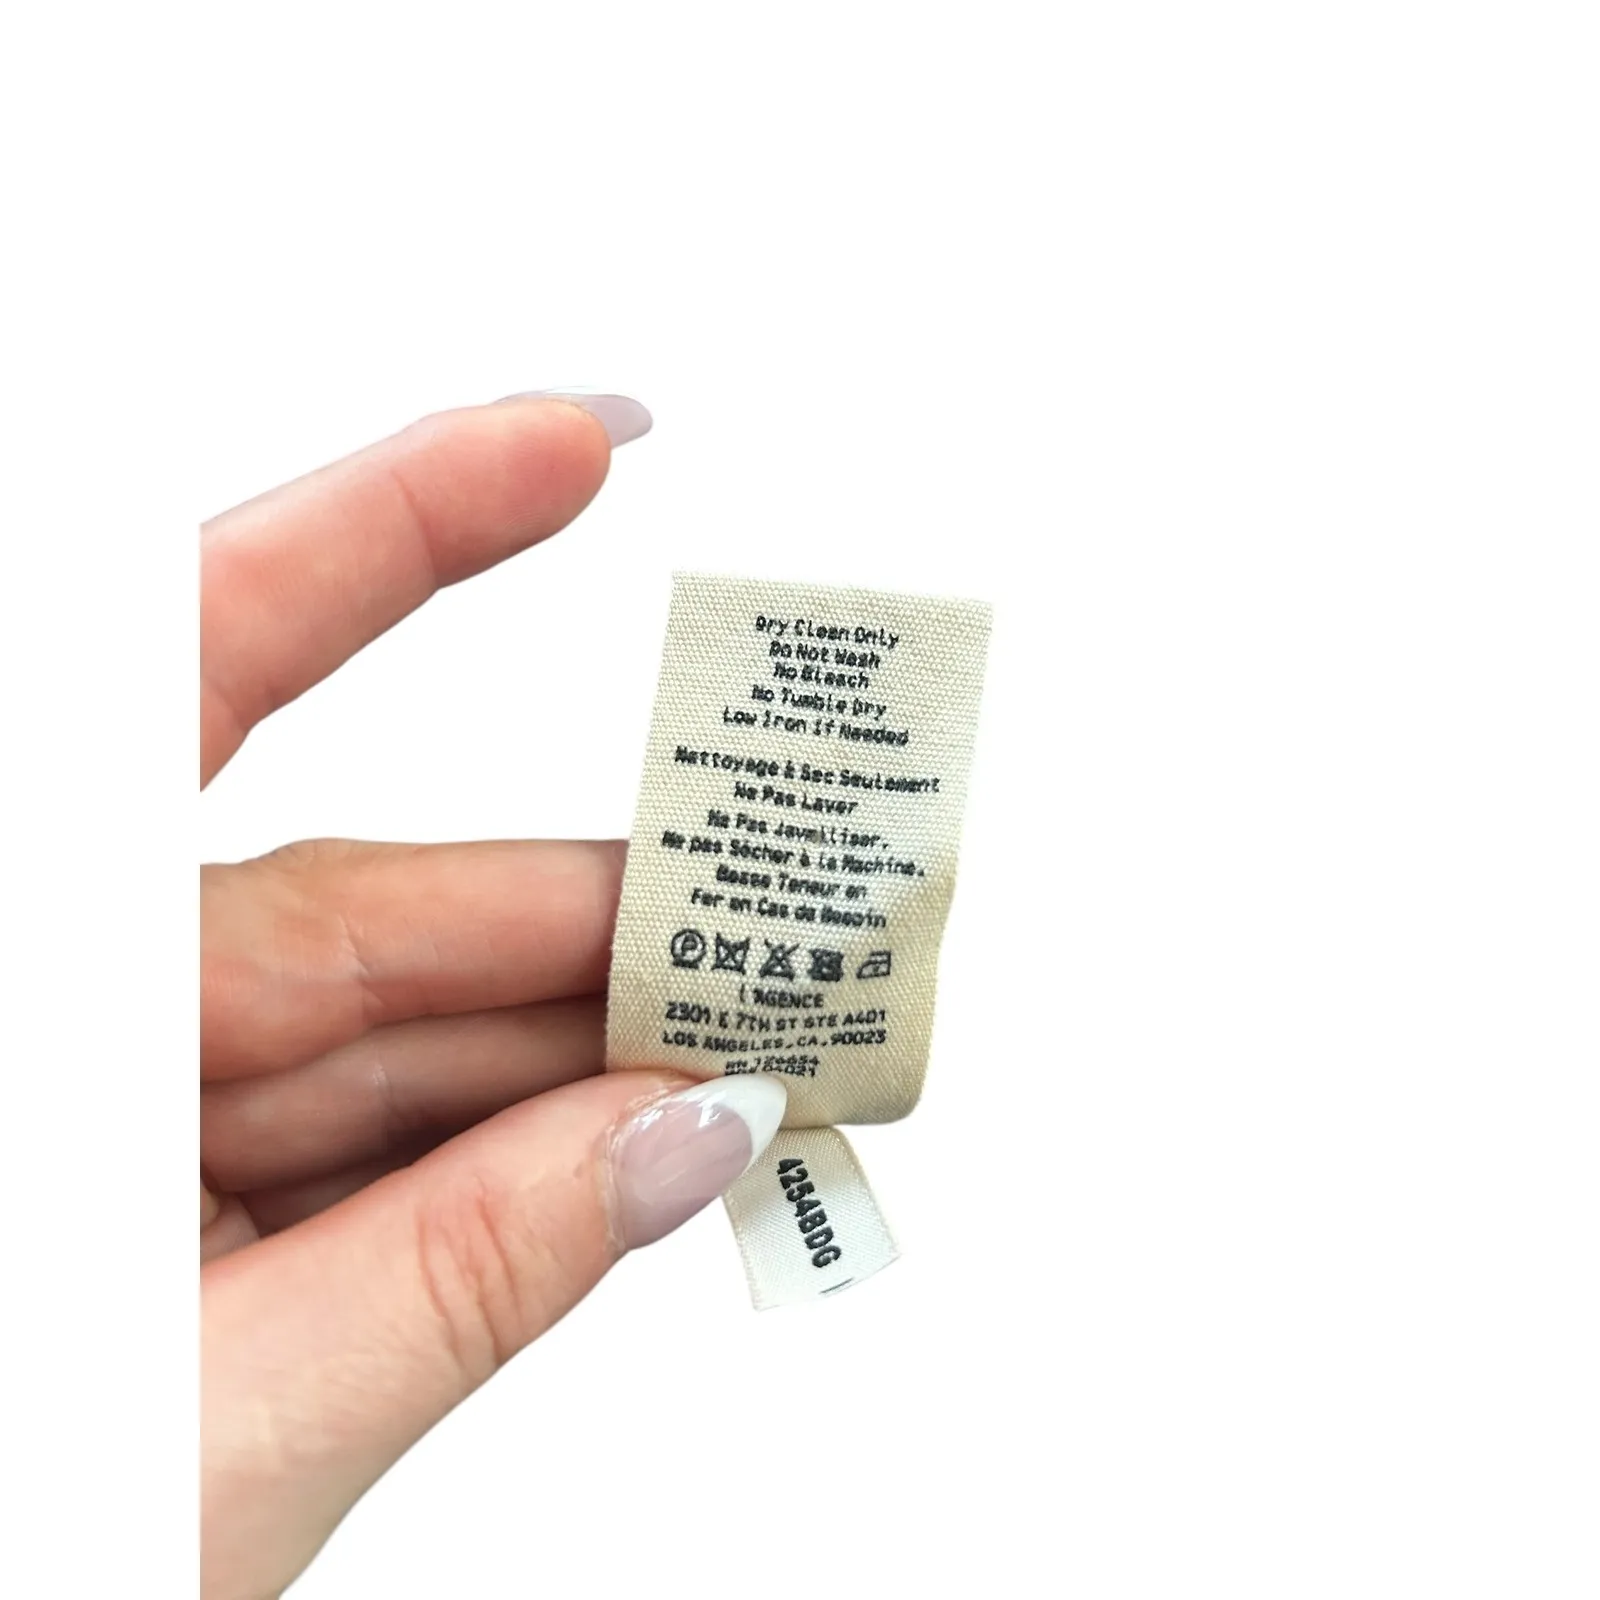 Dry Clean Only
Do Not Wash
No Bleach
No Tumble Dry
Low Iron if Needed
Nettoyage à Sec Seulement
Ne Pas Laver
Ne Pas Javelliser.
Ne pas Sècher à la Machine.
Basse Teneur en
Fer en Cas de Besoin
P
L'AGENCE
2301 E 7TH ST STE A401
LOS ANGELES, CA, 90023
4254BDG